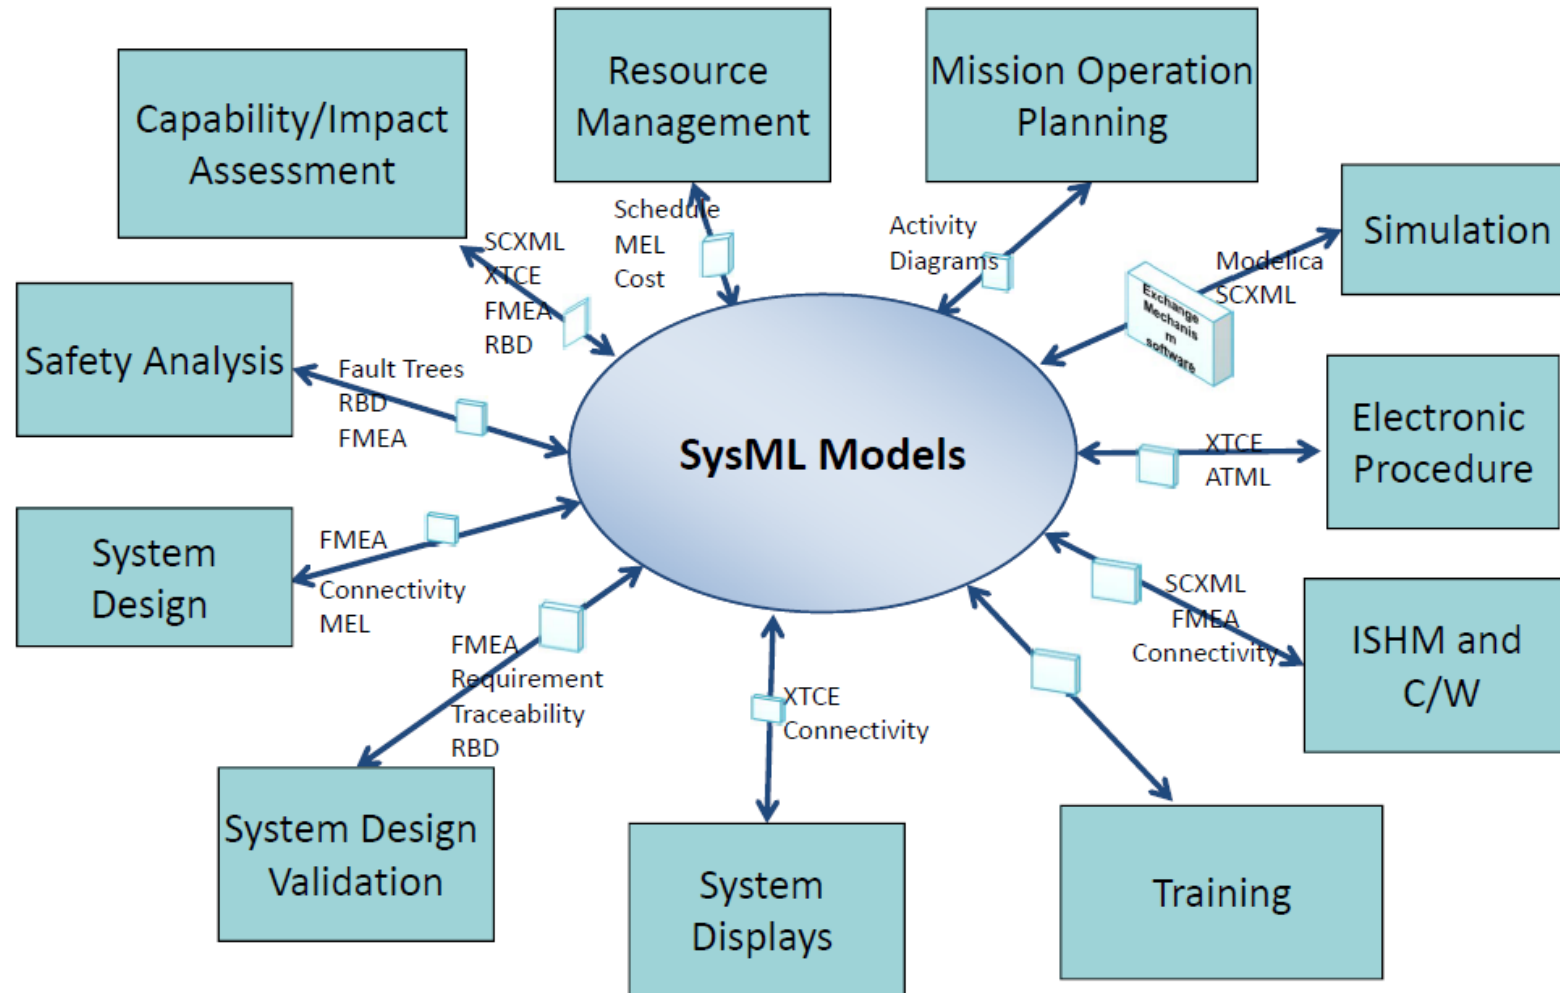 Resource
Management
Mission Operation
Planning
Capability/Impact
Assessment
Simulation
Schedule
MEL
Cost
Activity
Diagrams
SCXML
XTCE
FMEA
RBD
Modelica
SCXML
Exchange
Mechanis
m
software
Safety Analysis
Fault Trees
RBD
FMEA
SysML Models
Electronic
Procedure
XTCE
ATML
System
Design
FMEA
Connectivity
MEL
SCXML
FMEA
Connectivity
ISHM and
C/W
FMEA
Requirement
Traceability
RBD
XTCE
Connectivity
System Design
Validation
System
Displays
Training